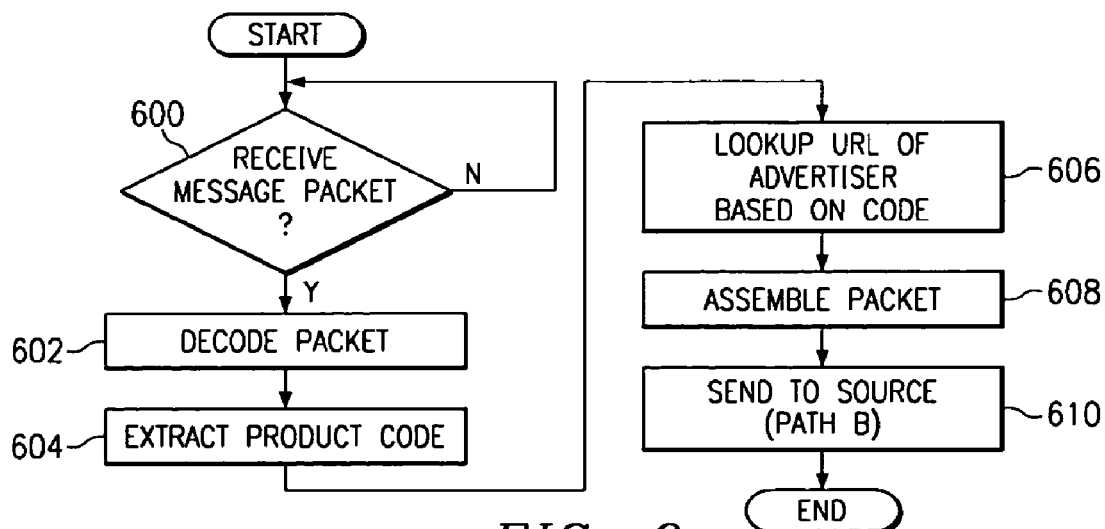 START
600
RECEIVE
MESSAGE PACKET
?
N
Y
602
DECODE PACKET
604
EXTRACT PRODUCT CODE
LOOKUP URL OF
ADVERTISER
BASED ON CODE
606
ASSEMBLE PACKET
608
SEND TO SOURCE
(PATH B)
610
END